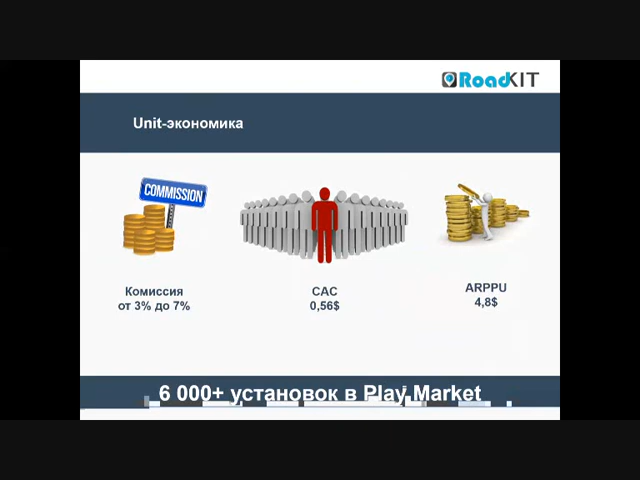 RoadKIT
Unit-экономика
COMMISSION
Комиссия
от 3% до 7%
CAC
0,56$
ARPPU
4,8$
6 000+ установок в Play Market